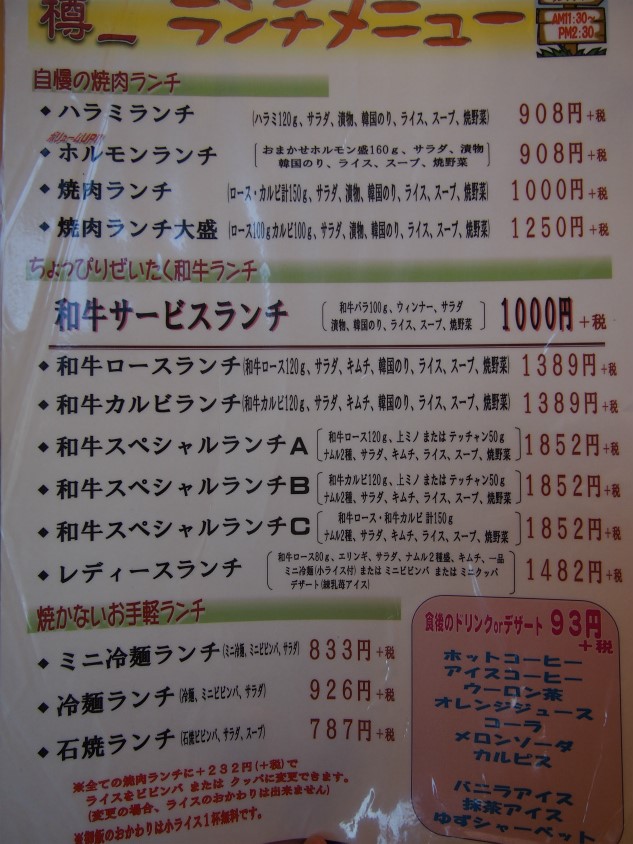 樽一
ランチメニュー
AM11:30～
PM2:30
自慢の焼肉ランチ
◆ハラミランチ (ハラミ120g、サラダ、漬物、韓国のり、ライス、スープ、焼野菜) 908円+税
◆ホルモンランチ [おまかせホルモン盛160g、サラダ、漬物 908円+税
韓国のり、ライス、スープ、焼野菜]
◆焼肉ランチ (ロース・カルビ計150g、サラダ、漬物、韓国のり、ライス、スープ、焼野菜) 1000円+税
◆焼肉ランチ大盛 (ロース100gカルビ100g、サラダ、漬物、韓国のり、ライス、スープ、焼野菜) 1250円+税
ちょっぴりぜいたく和牛ランチ
和牛サービスランチ [和牛バラ100g、ウィンナー、サラダ 1000円+税
漬物、韓国のり、ライス、スープ、焼野菜]
◆和牛ロースランチ(和牛ロース120g、サラダ、キムチ、韓国のり、ライス、スープ、焼野菜) 1389円+税
◆和牛カルビランチ(和牛カルビ120g、サラダ、キムチ、韓国のり、ライス、スープ、焼野菜) 1389円+税
◆和牛スペシャルランチA [和牛ロース120g、上ミノ または テッチャン50g 1852円+税
ナムル2種、サラダ、キムチ、ライス、スープ、焼野菜]
◆和牛スペシャルランチB [和牛カルビ120g、上ミノ または テッチャン50g 1852円+税
ナムル2種、サラダ、キムチ、ライス、スープ、焼野菜]
◆和牛スペシャルランチC [和牛ロース・和牛カルビ 計150g 1852円+税
ナムル2種、サラダ、キムチ、ライス、スープ、焼野菜]
◆レディースランチ [和牛ロース80g、エリンギ、サラダ、ナムル2種盛、キムチ、一品 1482円+税
ミニ冷麺(小ライス付) または ミニビビンバ または ミニクッパ
デザート(練乳苺アイス)]
焼かないお手軽ランチ
◆ミニ冷麺ランチ(ミニ冷麺、ミニビビンバ、サラダ) 833円+税
◆冷麺ランチ(冷麺、ミニビビンバ、サラダ) 926円+税
◆石焼ランチ(石焼ビビンバ、サラダ、スープ) 787円+税
※全ての焼肉ランチに+232円(+税)で
ライスをビビンバ または クッパに変更できます。
(変更の場合、ライスのおかわりは出来ません)
※御飯のおかわりは小ライス1杯無料です。
食後のドリンクorデザート 93円
+税
ホットコーヒー
アイスコーヒー
ウーロン茶
オレンジジュース
コーラ
メロンソーダ
カルピス
バニラアイス
抹茶アイス
ゆずシャーベット